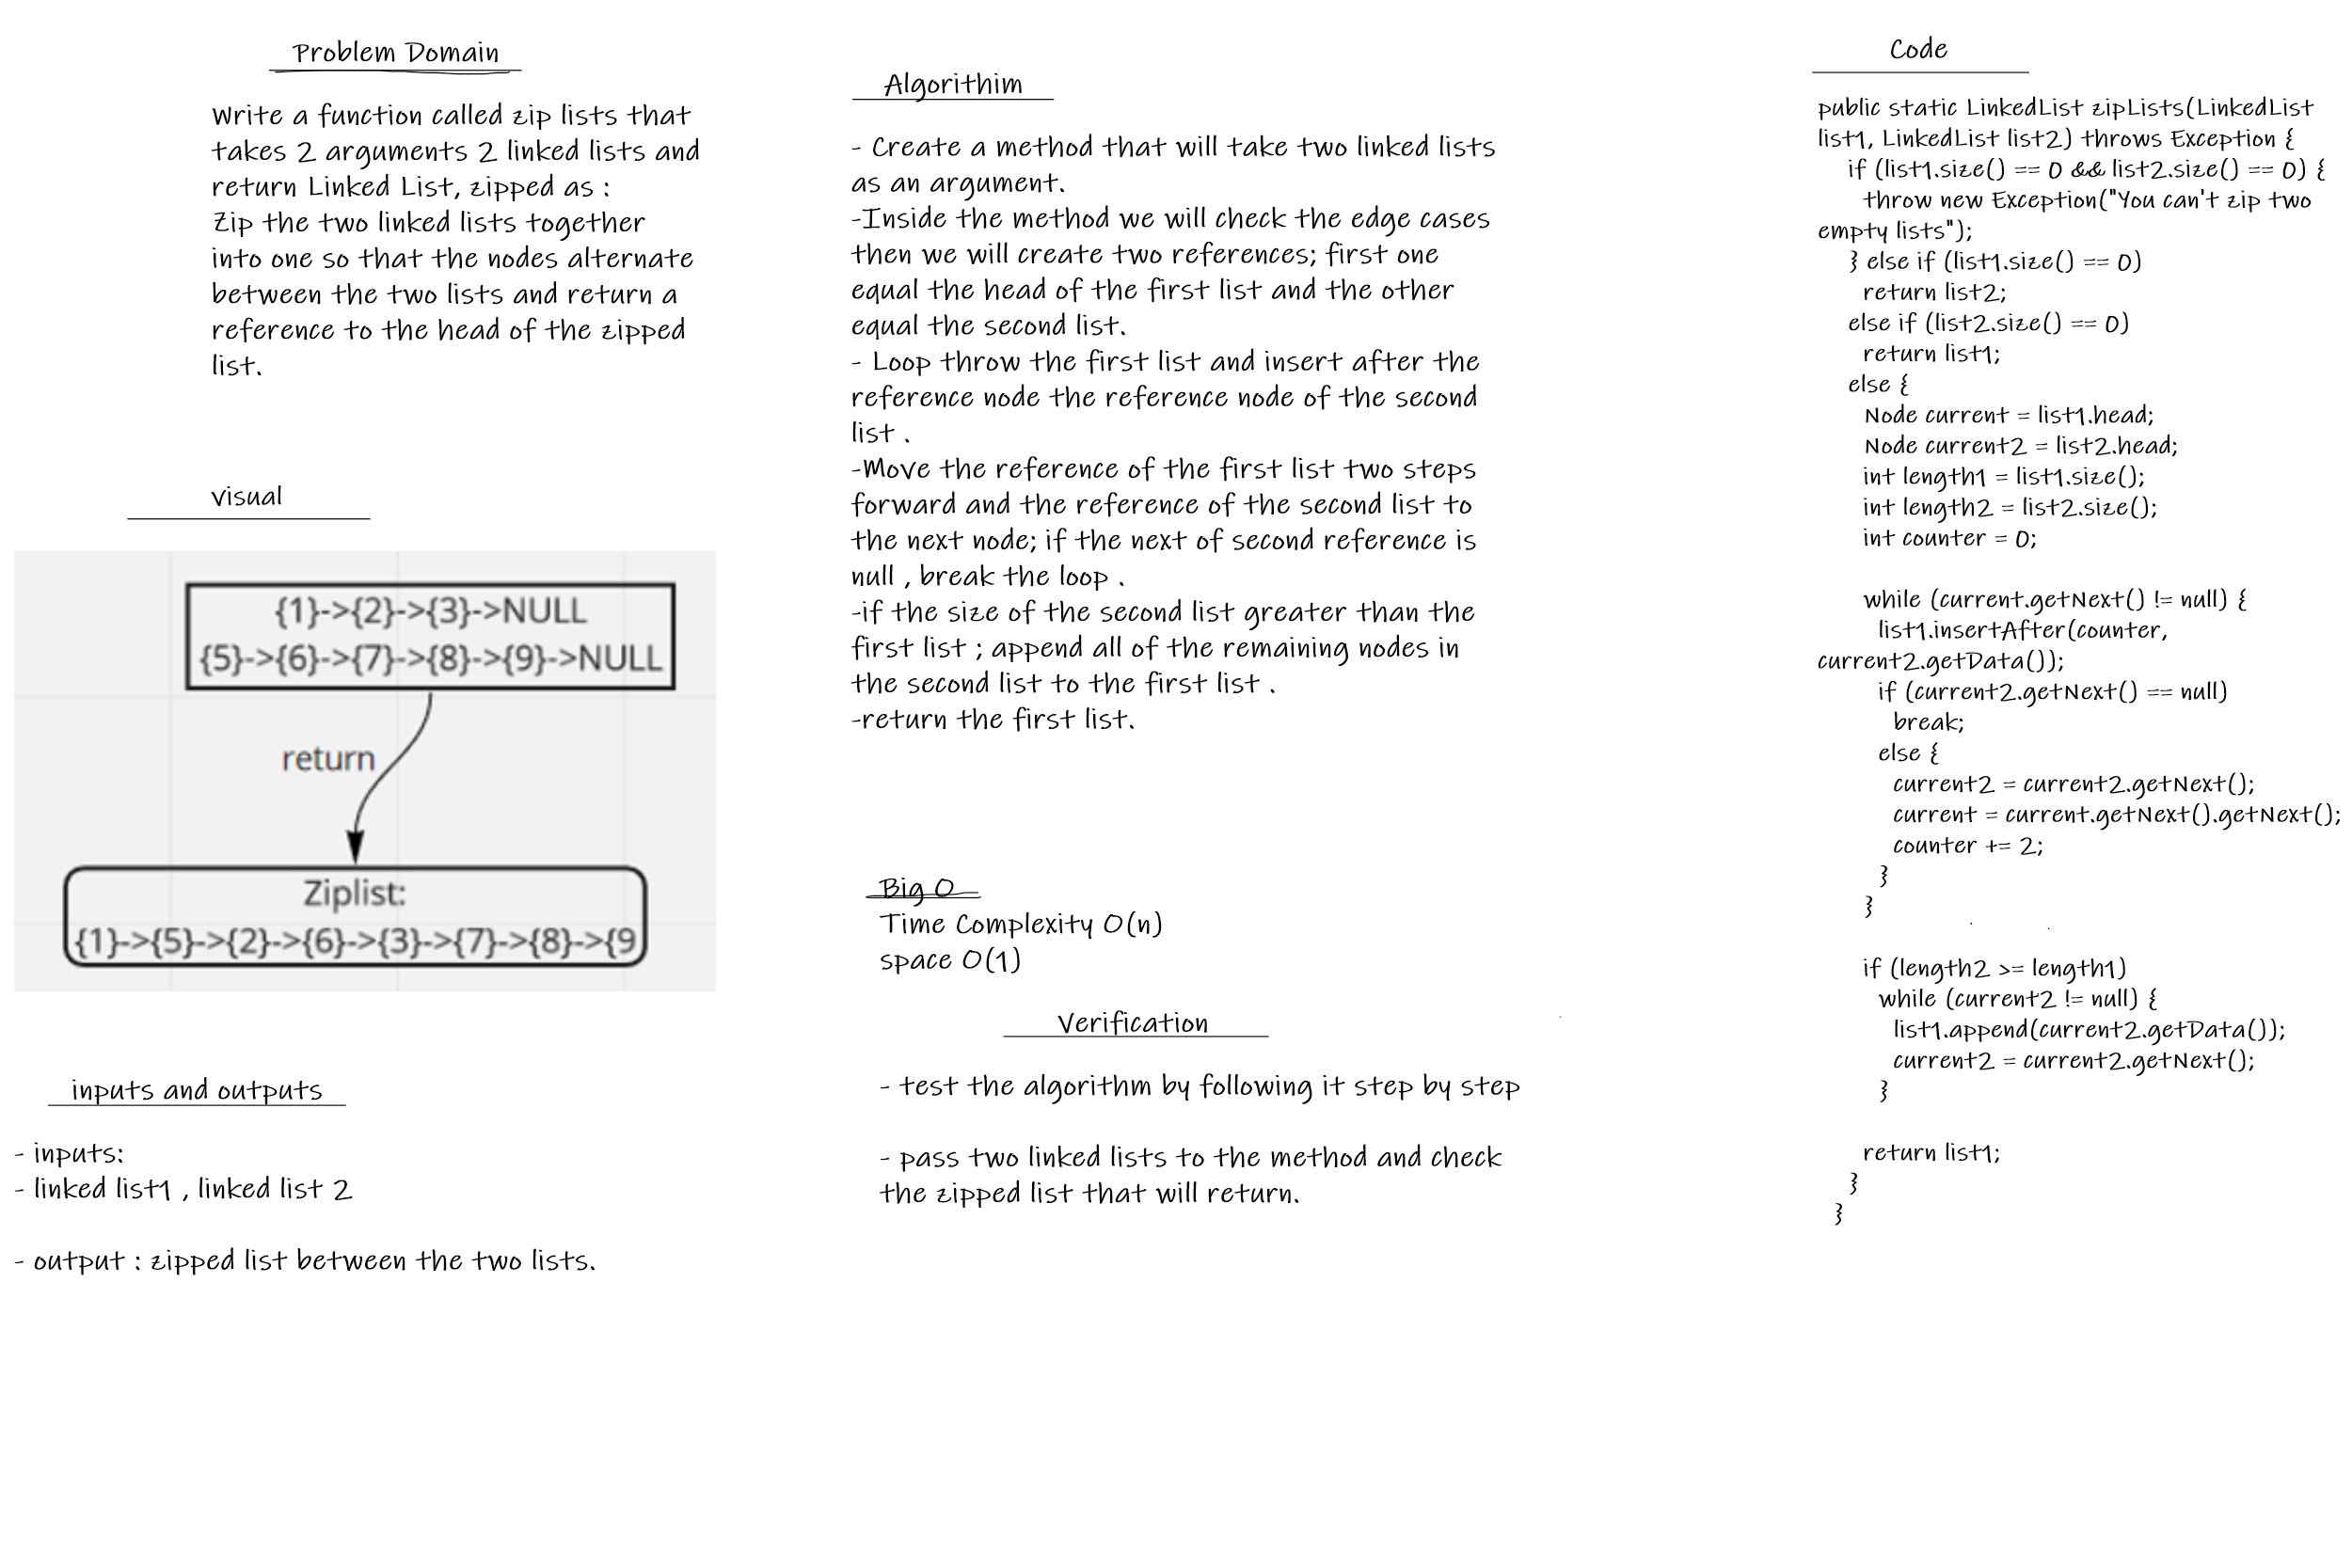 Problem Domain
Write a function called zip lists that
takes 2 arguments 2 linked lists and
return Linked List, zipped as :
Zip the two linked lists together
into one so that the nodes alternate
between the two lists and return a
reference to the head of the zipped
list.
visual
{1}->{2}->{3}->NULL
{5}->{6}->{7}->{8}->{9}->NULL
return
Ziplist:
{1}->{5}->{2}->{6}->{3}->{7}->{8}->{9
inputs and outputs
- inputs:
- linked list1 , linked list 2
- output : zipped list between the two lists.
Algorithim
- Create a method that will take two linked lists
as an argument.
-Inside the method we will check the edge cases
then we will create two references; first one
equal the head of the first list and the other
equal the second list.
- Loop throw the first list and insert after the
reference node the reference node of the second
list .
-Move the reference of the first list two steps
forward and the reference of the second list to
the next node; if the next of second reference is
null , break the loop .
-if the size of the second list greater than the
first list ; append all of the remaining nodes in
the second list to the first list .
-return the first list.
Big O
Time Complexity O(n)
space O(1)
Verification
- test the algorithm by following it step by step
- pass two linked lists to the method and check
the zipped list that will return.
Code
public static LinkedList zipLists(LinkedList
list1, LinkedList list2) throws Exception {
if (list1.size() == 0 && list2.size() == 0) {
throw new Exception("You can't zip two
empty lists");
} else if (list1.size() == 0)
return list2;
else if (list2.size() == 0)
return list1;
else {
Node current = list1.head;
Node current2 = list2.head;
int length1 = list1.size();
int length2 = list2.size();
int counter = 0;
while (current.getNext() != null) {
list1.insertAfter(counter,
current2.getData());
if (current2.getNext() == null)
break;
else {
current2 = current2.getNext();
current = current.getNext().getNext();
counter += 2;
}
}
if (length2 >= length1)
while (current2 != null) {
list1.append(current2.getData());
current2 = current2.getNext();
}
return list1;
}
}